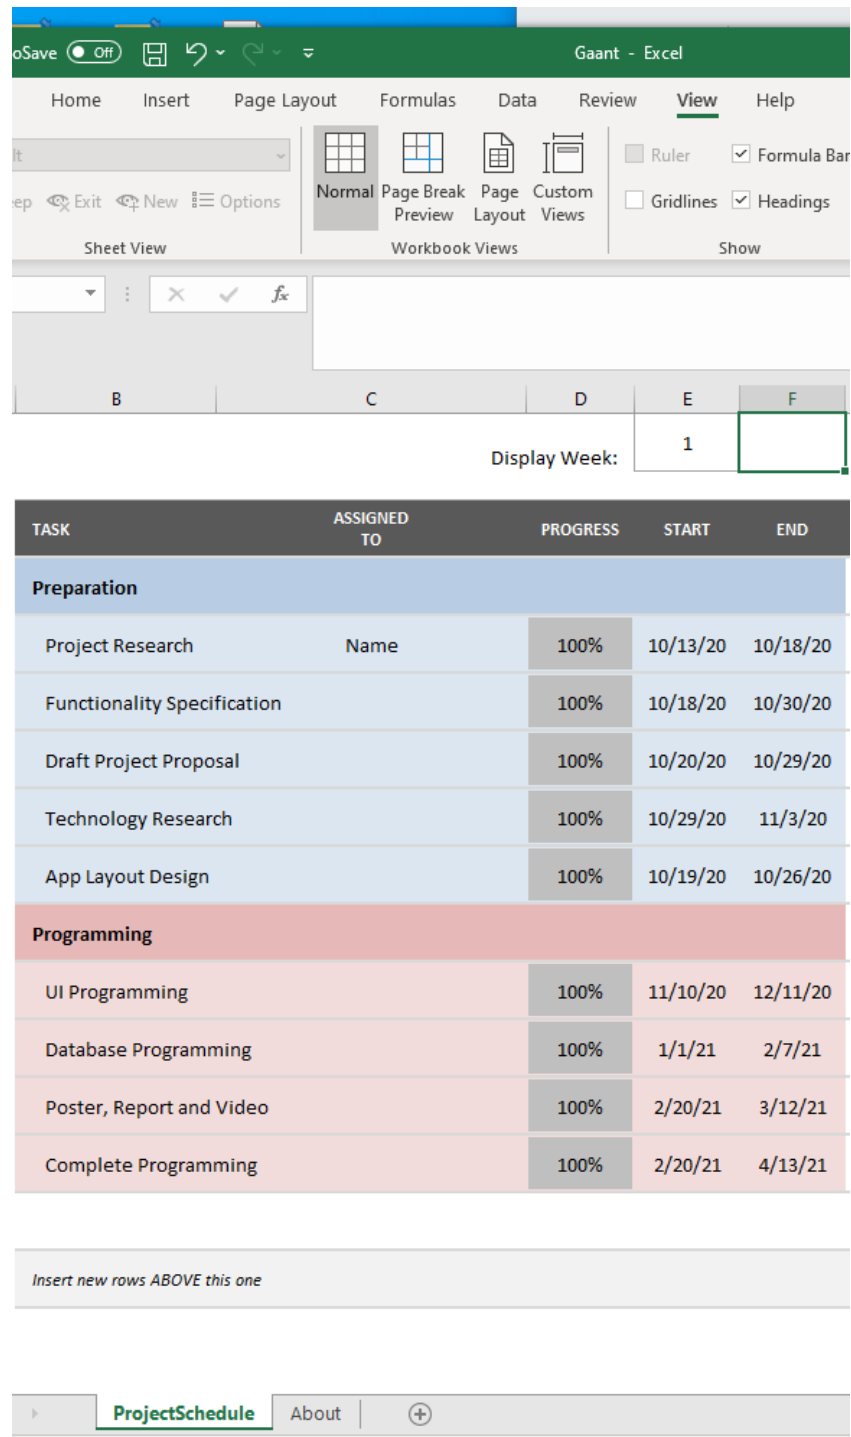 oSave Off Gaant - Excel
Home Insert Page Layout Formulas Data Review View Help
lt
Ruler Formula Bar
eep Exit New Options Normal Page Break Preview Page Layout Custom Views Gridlines Headings
Sheet View Workbook Views Show
fx
B C D E F
Display Week: 1
TASK ASSIGNED TO PROGRESS START END
Preparation
Project Research Name 100% 10/13/20 10/18/20
Functionality Specification 100% 10/18/20 10/30/20
Draft Project Proposal 100% 10/20/20 10/29/20
Technology Research 100% 10/29/20 11/3/20
App Layout Design 100% 10/19/20 10/26/20
Programming
UI Programming 100% 11/10/20 12/11/20
Database Programming 100% 1/1/21 2/7/21
Poster, Report and Video 100% 2/20/21 3/12/21
Complete Programming 100% 2/20/21 4/13/21
Insert new rows ABOVE this one
ProjectSchedule About